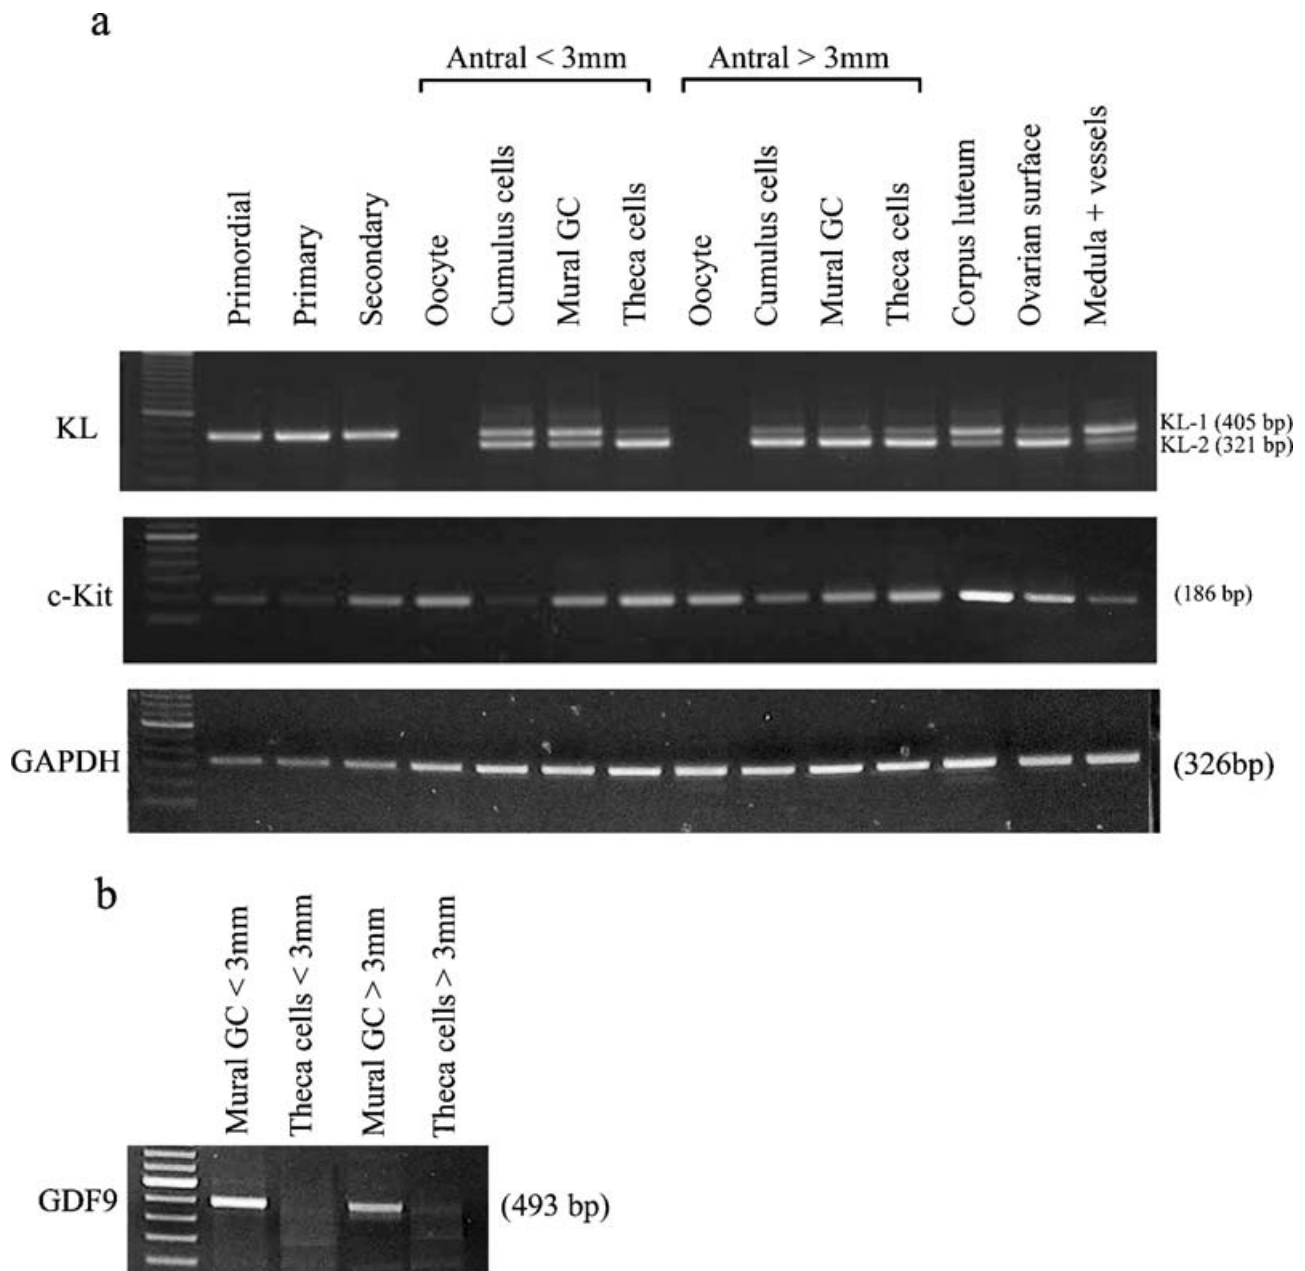 a
Antral < 3mm
Antral > 3mm
Primordial
Primary
Secondary
Oocyte
Cumulus cells
Mural GC
Theca cells
Oocyte
Cumulus cells
Mural GC
Theca cells
Corpus luteum
Ovarian surface
Medula + vessels
KL
KL-1 (405 bp)
KL-2 (321 bp)
c-Kit
(186 bp)
GAPDH
(326bp)
b
Mural GC < 3mm
Theca cells < 3mm
Mural GC > 3mm
Theca cells > 3mm
GDF9
(493 bp)